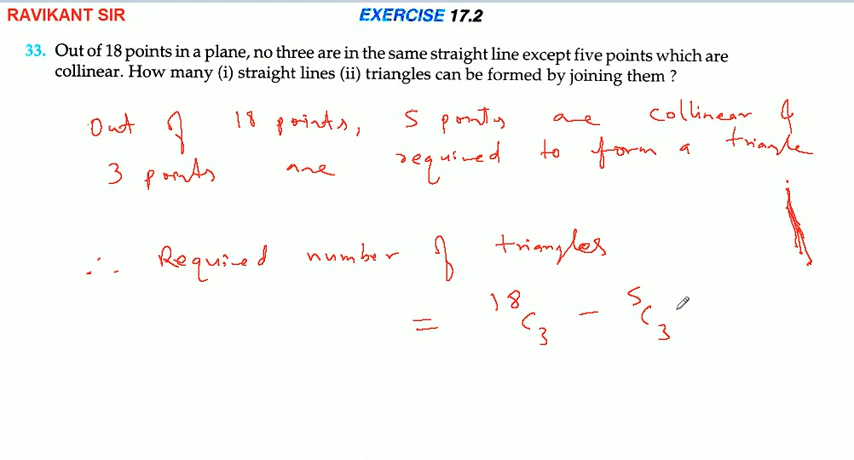 RAVIKANT SIR EXERCISE 17.2
33. Out of 18 points in a plane, no three are in the same straight line except five points which are
collinear. How many (i) straight lines (ii) triangles can be formed by joining them ?
Out of 18 points, 5 points are collinear &
3 points are required to form a triangle
∴ Required number of triangles
= ¹⁸C₃ − ⁵C₃